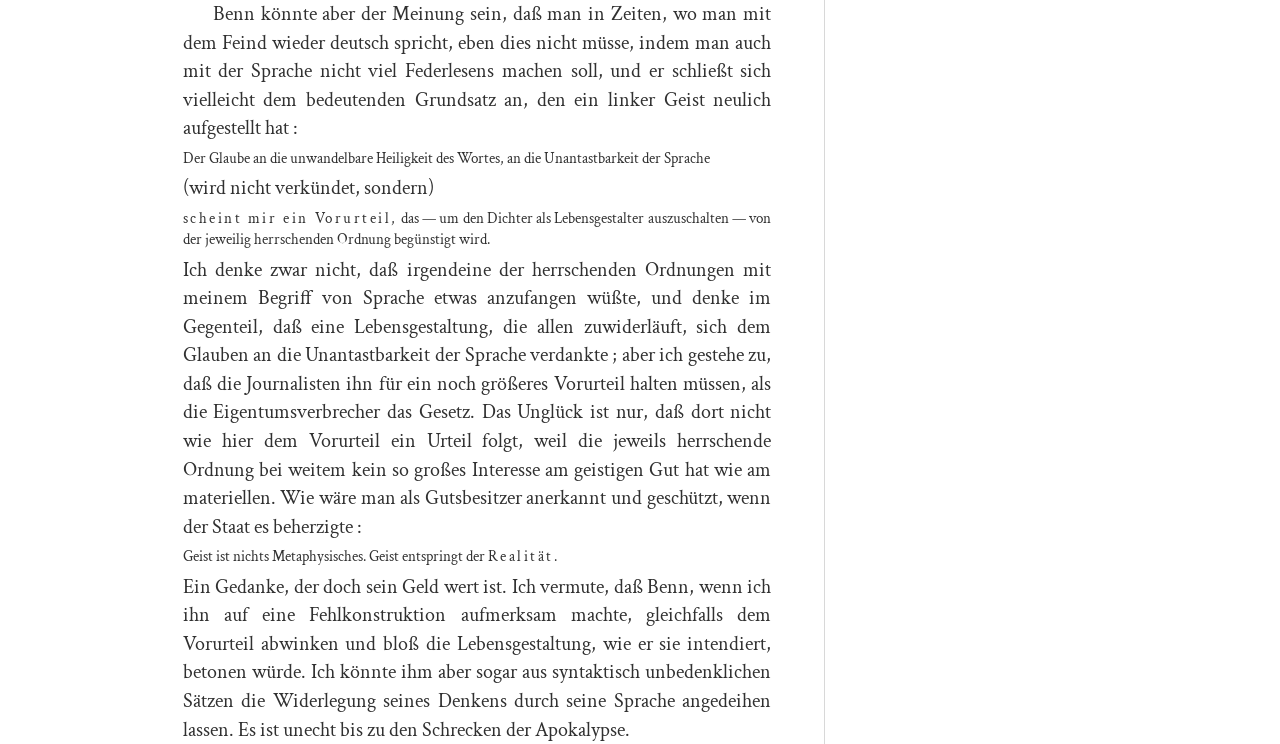 Benn könnte aber der Meinung sein, daß man in Zeiten, wo man mit
dem Feind wieder deutsch spricht, eben dies nicht müsse, indem man auch
mit der Sprache nicht viel Federlesens machen soll, und er schließt sich
vielleicht dem bedeutenden Grundsatz an, den ein linker Geist neulich
aufgestellt hat :
Der Glaube an die unwandelbare Heiligkeit des Wortes, an die Unantastbarkeit der Sprache
(wird nicht verkündet, sondern)
scheint mir ein Vorurteil, das — um den Dichter als Lebensgestalter auszuschalten — von
der jeweilig herrschenden Ordnung begünstigt wird.
Ich denke zwar nicht, daß irgendeine der herrschenden Ordnungen mit
meinem Begriff von Sprache etwas anzufangen wüßte, und denke im
Gegenteil, daß eine Lebensgestaltung, die allen zuwiderläuft, sich dem
Glauben an die Unantastbarkeit der Sprache verdankte ; aber ich gestehe zu,
daß die Journalisten ihn für ein noch größeres Vorurteil halten müssen, als
die Eigentumsverbrecher das Gesetz. Das Unglück ist nur, daß dort nicht
wie hier dem Vorurteil ein Urteil folgt, weil die jeweils herrschende
Ordnung bei weitem kein so großes Interesse am geistigen Gut hat wie am
materiellen. Wie wäre man als Gutsbesitzer anerkannt und geschützt, wenn
der Staat es beherzigte :
Geist ist nichts Metaphysisches. Geist entspringt der Realität.
Ein Gedanke, der doch sein Geld wert ist. Ich vermute, daß Benn, wenn ich
ihn auf eine Fehlkonstruktion aufmerksam machte, gleichfalls dem
Vorurteil abwinken und bloß die Lebensgestaltung, wie er sie intendiert,
betonen würde. Ich könnte ihm aber sogar aus syntaktisch unbedenklichen
Sätzen die Widerlegung seines Denkens durch seine Sprache angedeihen
lassen. Es ist unecht bis zu den Schrecken der Apokalypse.